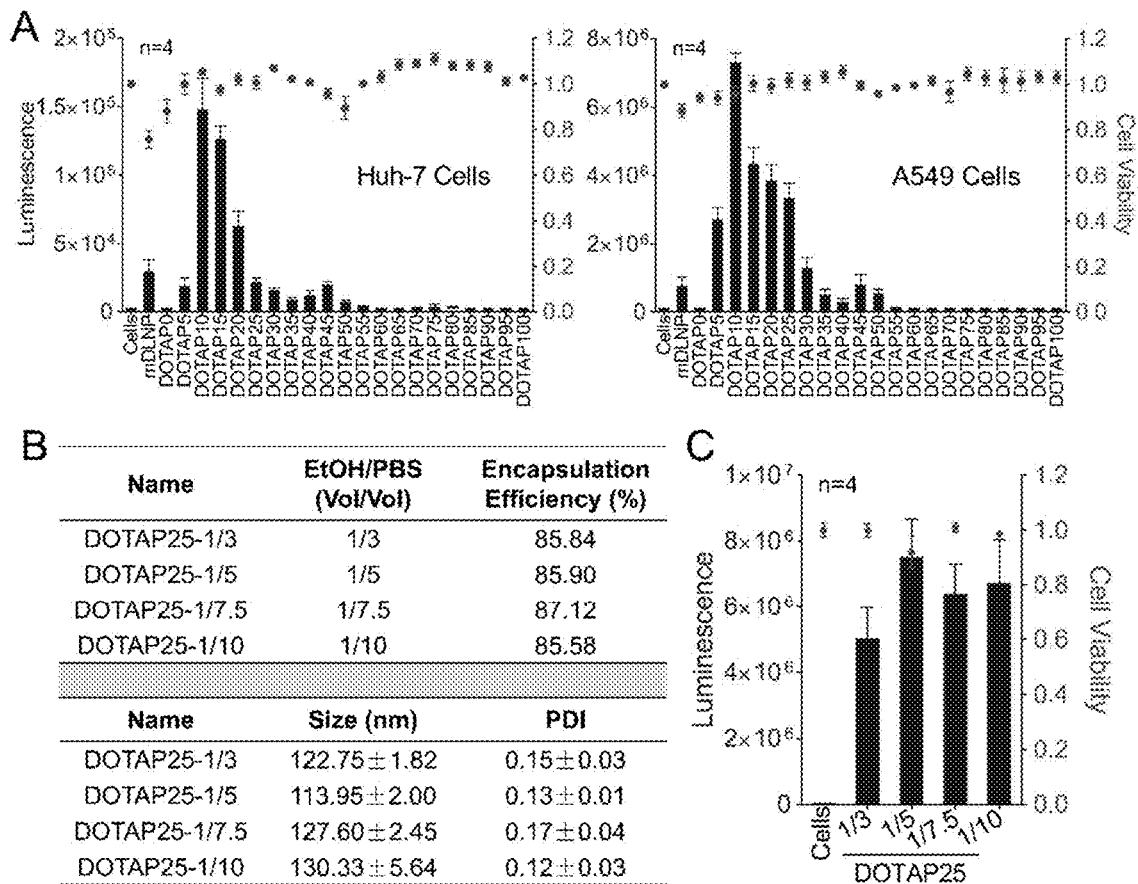 A
2×10⁵
1.5×10⁵
1×10⁵
5×10⁴
0
Luminescence
n=4
Huh-7 Cells
1.2
1.0
0.8
0.6
0.4
0.2
0.0
Cells
mDLNP
DOTAP0
DOTAP5
DOTAP10
DOTAP15
DOTAP20
DOTAP25
DOTAP30
DOTAP35
DOTAP40
DOTAP45
DOTAP50
DOTAP55
DOTAP60
DOTAP65
DOTAP70
DOTAP75
DOTAP80
DOTAP85
DOTAP90
DOTAP95
DOTAP100
8×10⁶
6×10⁶
4×10⁶
2×10⁶
0
n=4
A549 Cells
1.2
1.0
0.8
0.6
0.4
0.2
0.0
Cell Viability
Cells
mDLNP
DOTAP0
DOTAP5
DOTAP10
DOTAP15
DOTAP20
DOTAP25
DOTAP30
DOTAP35
DOTAP40
DOTAP45
DOTAP50
DOTAP55
DOTAP60
DOTAP65
DOTAP70
DOTAP75
DOTAP80
DOTAP85
DOTAP90
DOTAP95
DOTAP100
B
Name EtOH/PBS (Vol/Vol) Encapsulation Efficiency (%)
DOTAP25-1/3 1/3 85.84
DOTAP25-1/5 1/5 85.90
DOTAP25-1/7.5 1/7.5 87.12
DOTAP25-1/10 1/10 85.58
Name Size (nm) PDI
DOTAP25-1/3 122.75±1.82 0.15±0.03
DOTAP25-1/5 113.95±2.00 0.13±0.01
DOTAP25-1/7.5 127.60±2.45 0.17±0.04
DOTAP25-1/10 130.33±5.64 0.12±0.03
C
1×10⁷
8×10⁶
6×10⁶
4×10⁶
2×10⁶
0
Luminescence
n=4
1.2
1.0
0.8
0.6
0.4
0.2
0.0
Cell Viability
Cells
1/3
1/5
1/7.5
1/10
DOTAP25